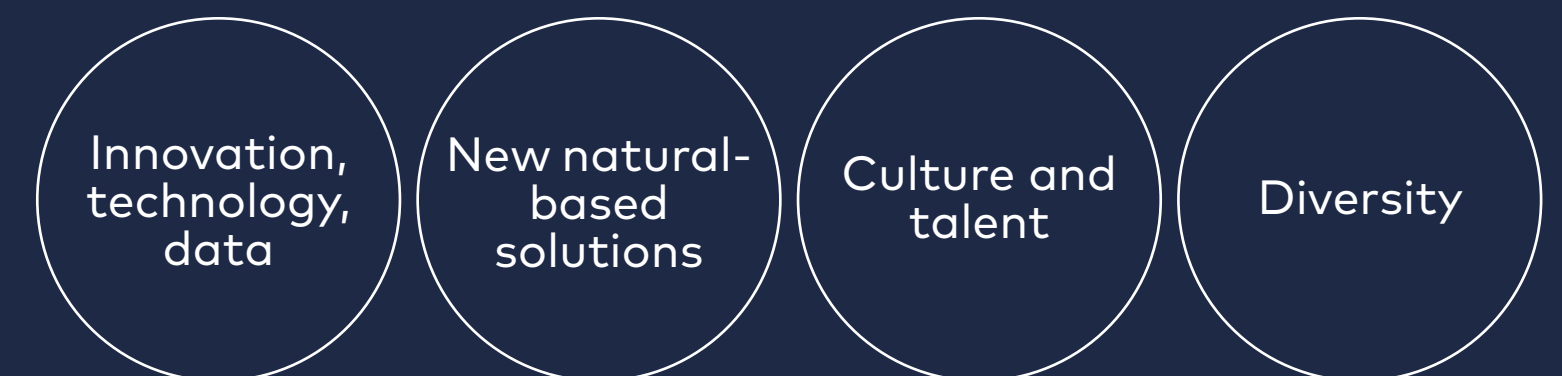 Innovation,
technology,
data
New natural-
based
solutions
Culture and
talent
Diversity